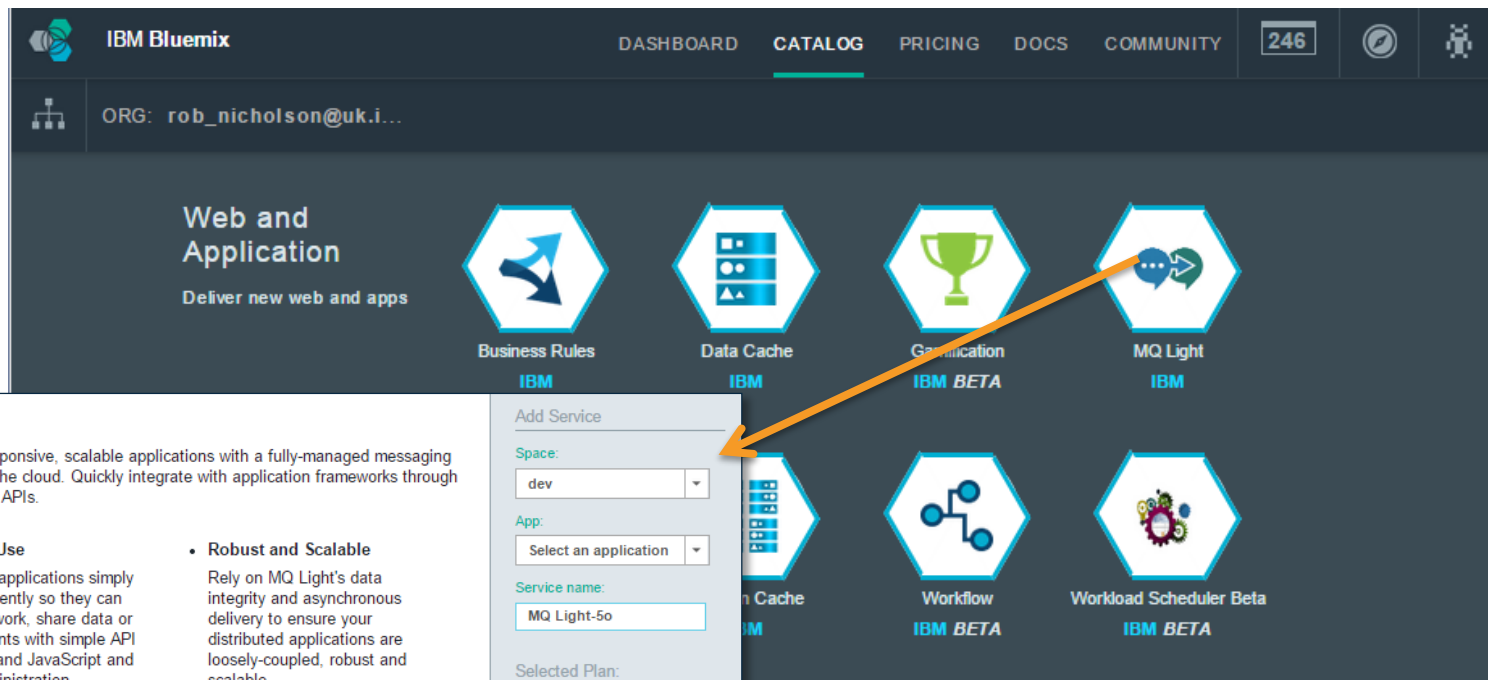 IBM Bluemix
DASHBOARD CATALOG PRICING DOCS COMMUNITY 246
ORG: rob_nicholson@uk.i...
Web and
Application
Deliver new web and apps
Business Rules
IBM
Data Cache
IBM
Gamification
IBM BETA
MQ Light
IBM
Cache
Workflow
IBM BETA
Workload Scheduler Beta
IBM BETA
scalable applications with a fully-managed messaging
he cloud. Quickly integrate with application frameworks through
APIs.
Use
applications simply
so they can
work, share data or
with simple API
and JavaScript and
• Robust and Scalable
Rely on MQ Light's data
integrity and asynchronous
delivery to ensure your
distributed applications are
loosely-coupled, robust and
scalable
Add Service
Space:
dev
App:
Select an application
Service name:
MQ Light-5o
Selected Plan: